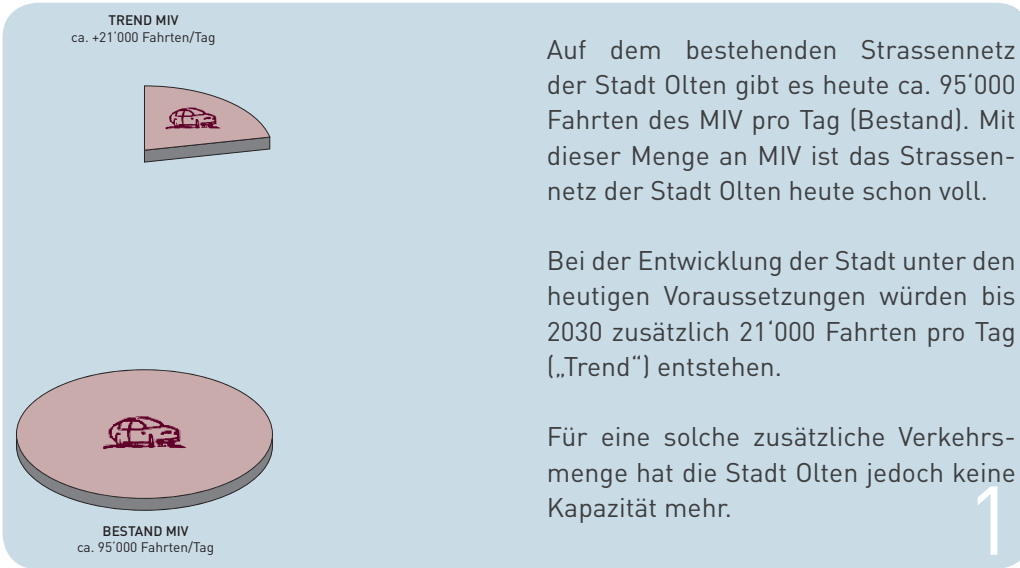 TREND MIV
ca. +21'000 Fahrten/Tag
BESTAND MIV
ca. 95'000 Fahrten/Tag
Auf dem bestehenden Strassennetz
der Stadt Olten gibt es heute ca. 95‘000
Fahrten des MIV pro Tag (Bestand). Mit
dieser Menge an MIV ist das Strassen-
netz der Stadt Olten heute schon voll.
Bei der Entwicklung der Stadt unter den
heutigen Voraussetzungen würden bis
2030 zusätzlich 21‘000 Fahrten pro Tag
(„Trend“) entstehen.
Für eine solche zusätzliche Verkehrs-
menge hat die Stadt Olten jedoch keine
Kapazität mehr.
1